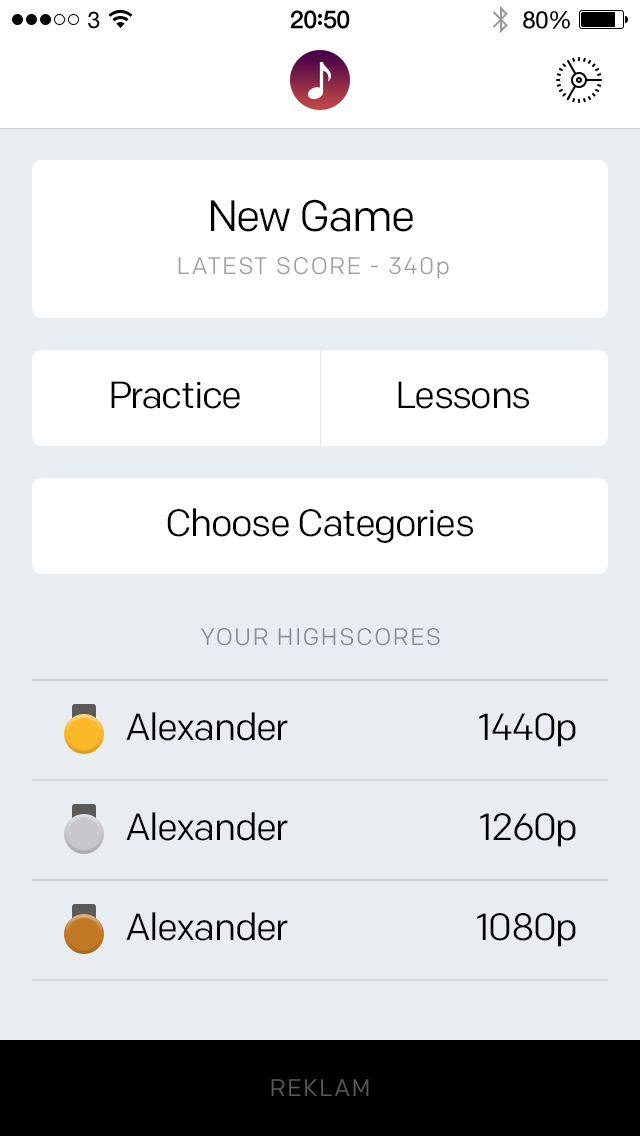 3 20:50 80%
New Game
LATEST SCORE - 340p
Practice Lessons
Choose Categories
YOUR HIGHSCORES
Alexander 1440p
Alexander 1260p
Alexander 1080p
REKLAM